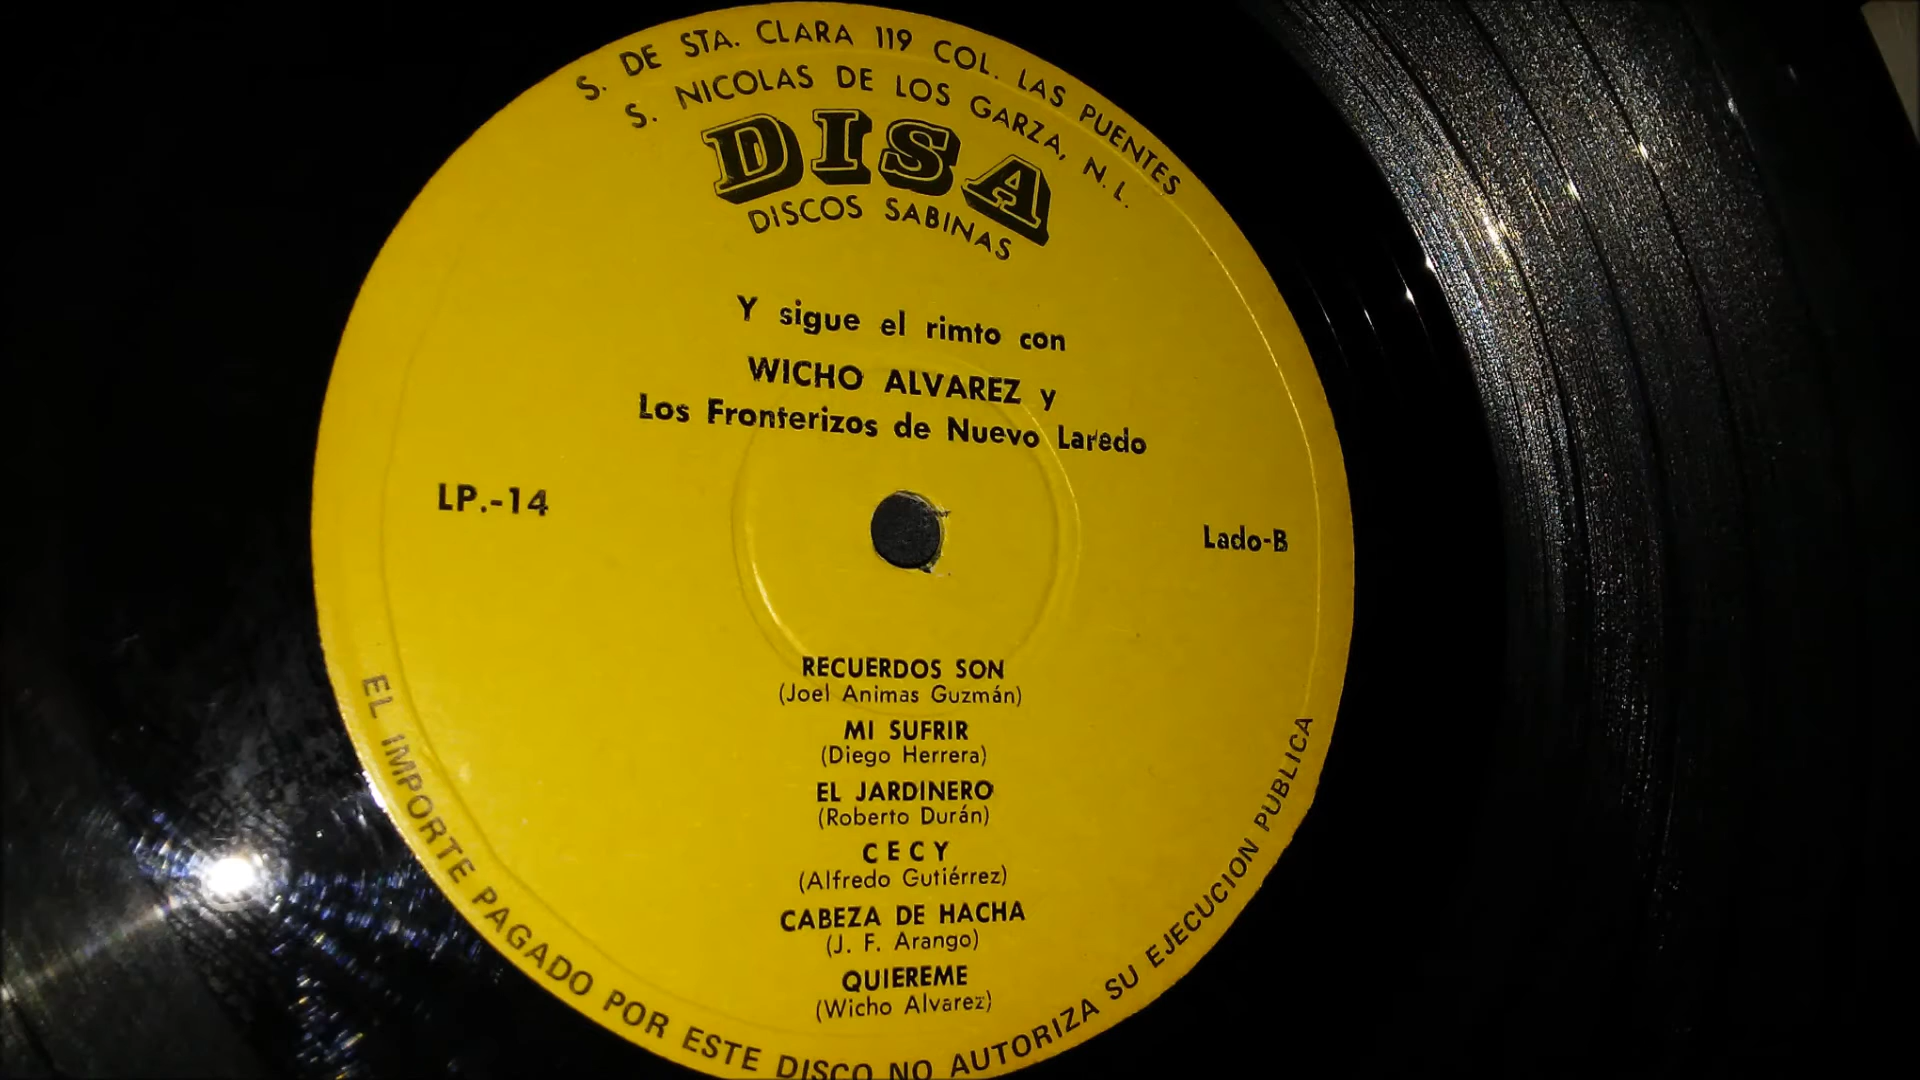 S. DE STA. CLARA 119 COL. LAS PUENTES
S. NICOLAS DE LOS GARZA, N. L.
DISA
DISCOS SABINAS
Y sigue el rimto con
WICHO ALVAREZ y
Los Fronterizos de Nuevo Laredo
LP.-14
Lado-B
RECUERDOS SON
(Joel Animas Guzmán)
MI SUFRIR
(Diego Herrera)
EL JARDINERO
(Roberto Durán)
CECY
(Alfredo Gutiérrez)
CABEZA DE HACHA
(J. F. Arango)
QUIEREME
(Wicho Alvarez)
EL IMPORTE PAGADO POR ESTE DISCO NO AUTORIZA SU EJECUCION PUBLICA